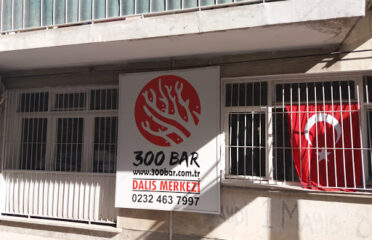 300 BAR
www.300bar.com.tr
DALIŞ MERKEZİ
0232 463 7997